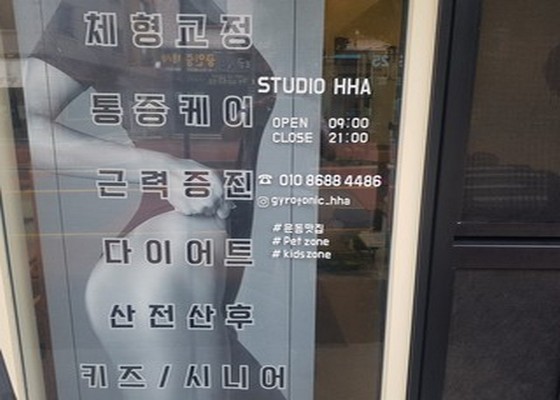 체형교정
통증케어
근력증진
다이어트
산전산후
키즈/시니어
STUDIO HHA
OPEN 09:00
CLOSE 21:00
☎ 010 8688 4486
gyrotonic_hha
#운동맛집
#Pet zone
#kids zone